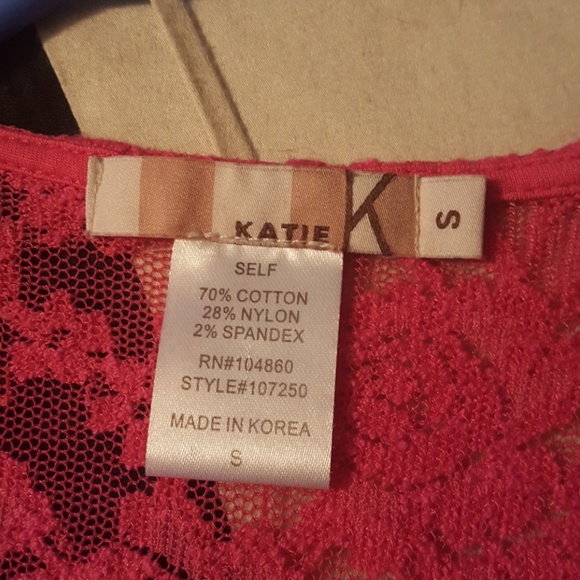 KATIE K S
SELF
70% COTTON
28% NYLON
2% SPANDEX
RN#104860
STYLE#107250
MADE IN KOREA
S